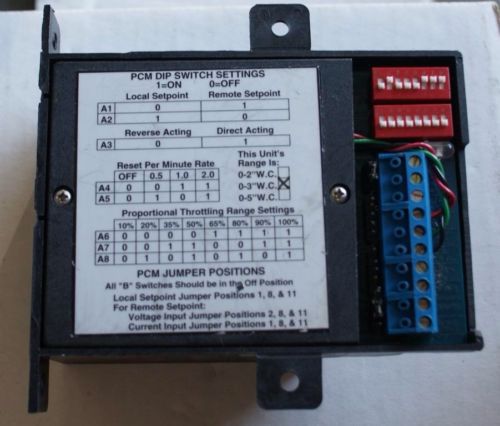 PCM DIP SWITCH SETTINGS
1=ON 0=OFF
Local Setpoint Remote Setpoint
A1 0 1
A2 1 0
Reverse Acting Direct Acting
A3 0 1
Reset Per Minute Rate
OFF 0.5 1.0 2.0
A4 0 0 1 1
A5 0 1 0 1
This Unit's
Range Is:
0-2"W.C.
0-3"W.C. X
0-5"W.C.
Proportional Throttling Range Settings
10% 20% 35% 50% 65% 80% 90% 100%
A6 0 0 0 0 1 1 1 1
A7 0 0 1 1 0 0 1 1
A8 0 1 0 1 0 1 0 1
PCM JUMPER POSITIONS
All "B" Switches Should be in the Off Position
Local Setpoint Jumper Positions 1, 8, & 11
For Remote Setpoint:
Voltage Input Jumper Positions 2, 8, & 11
Current Input Jumper Positions 1, 8, & 11